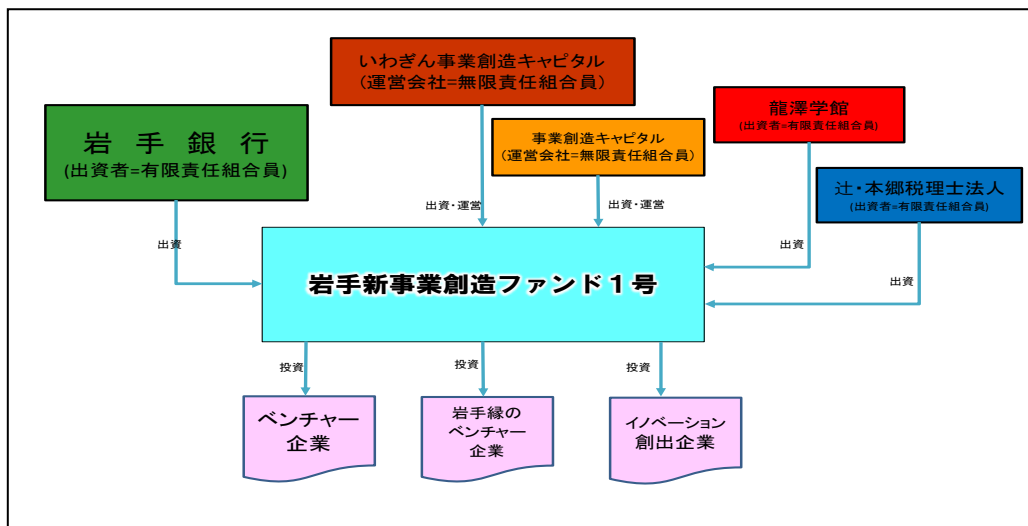 いわぎん事業創造キャピタル
(運営会社=無限責任組合員)
岩手銀行
(出資者=有限責任組合員)
事業創造キャピタル
(運営会社=無限責任組合員)
龍澤学館
(出資者=有限責任組合員)
辻・本郷税理士法人
(出資者=有限責任組合員)
出資・運営
出資・運営
出資
出資
出資
岩手新事業創造ファンド1号
投資
投資
投資
ベンチャー
企業
岩手縁の
ベンチャー
企業
イノベーション
創出企業